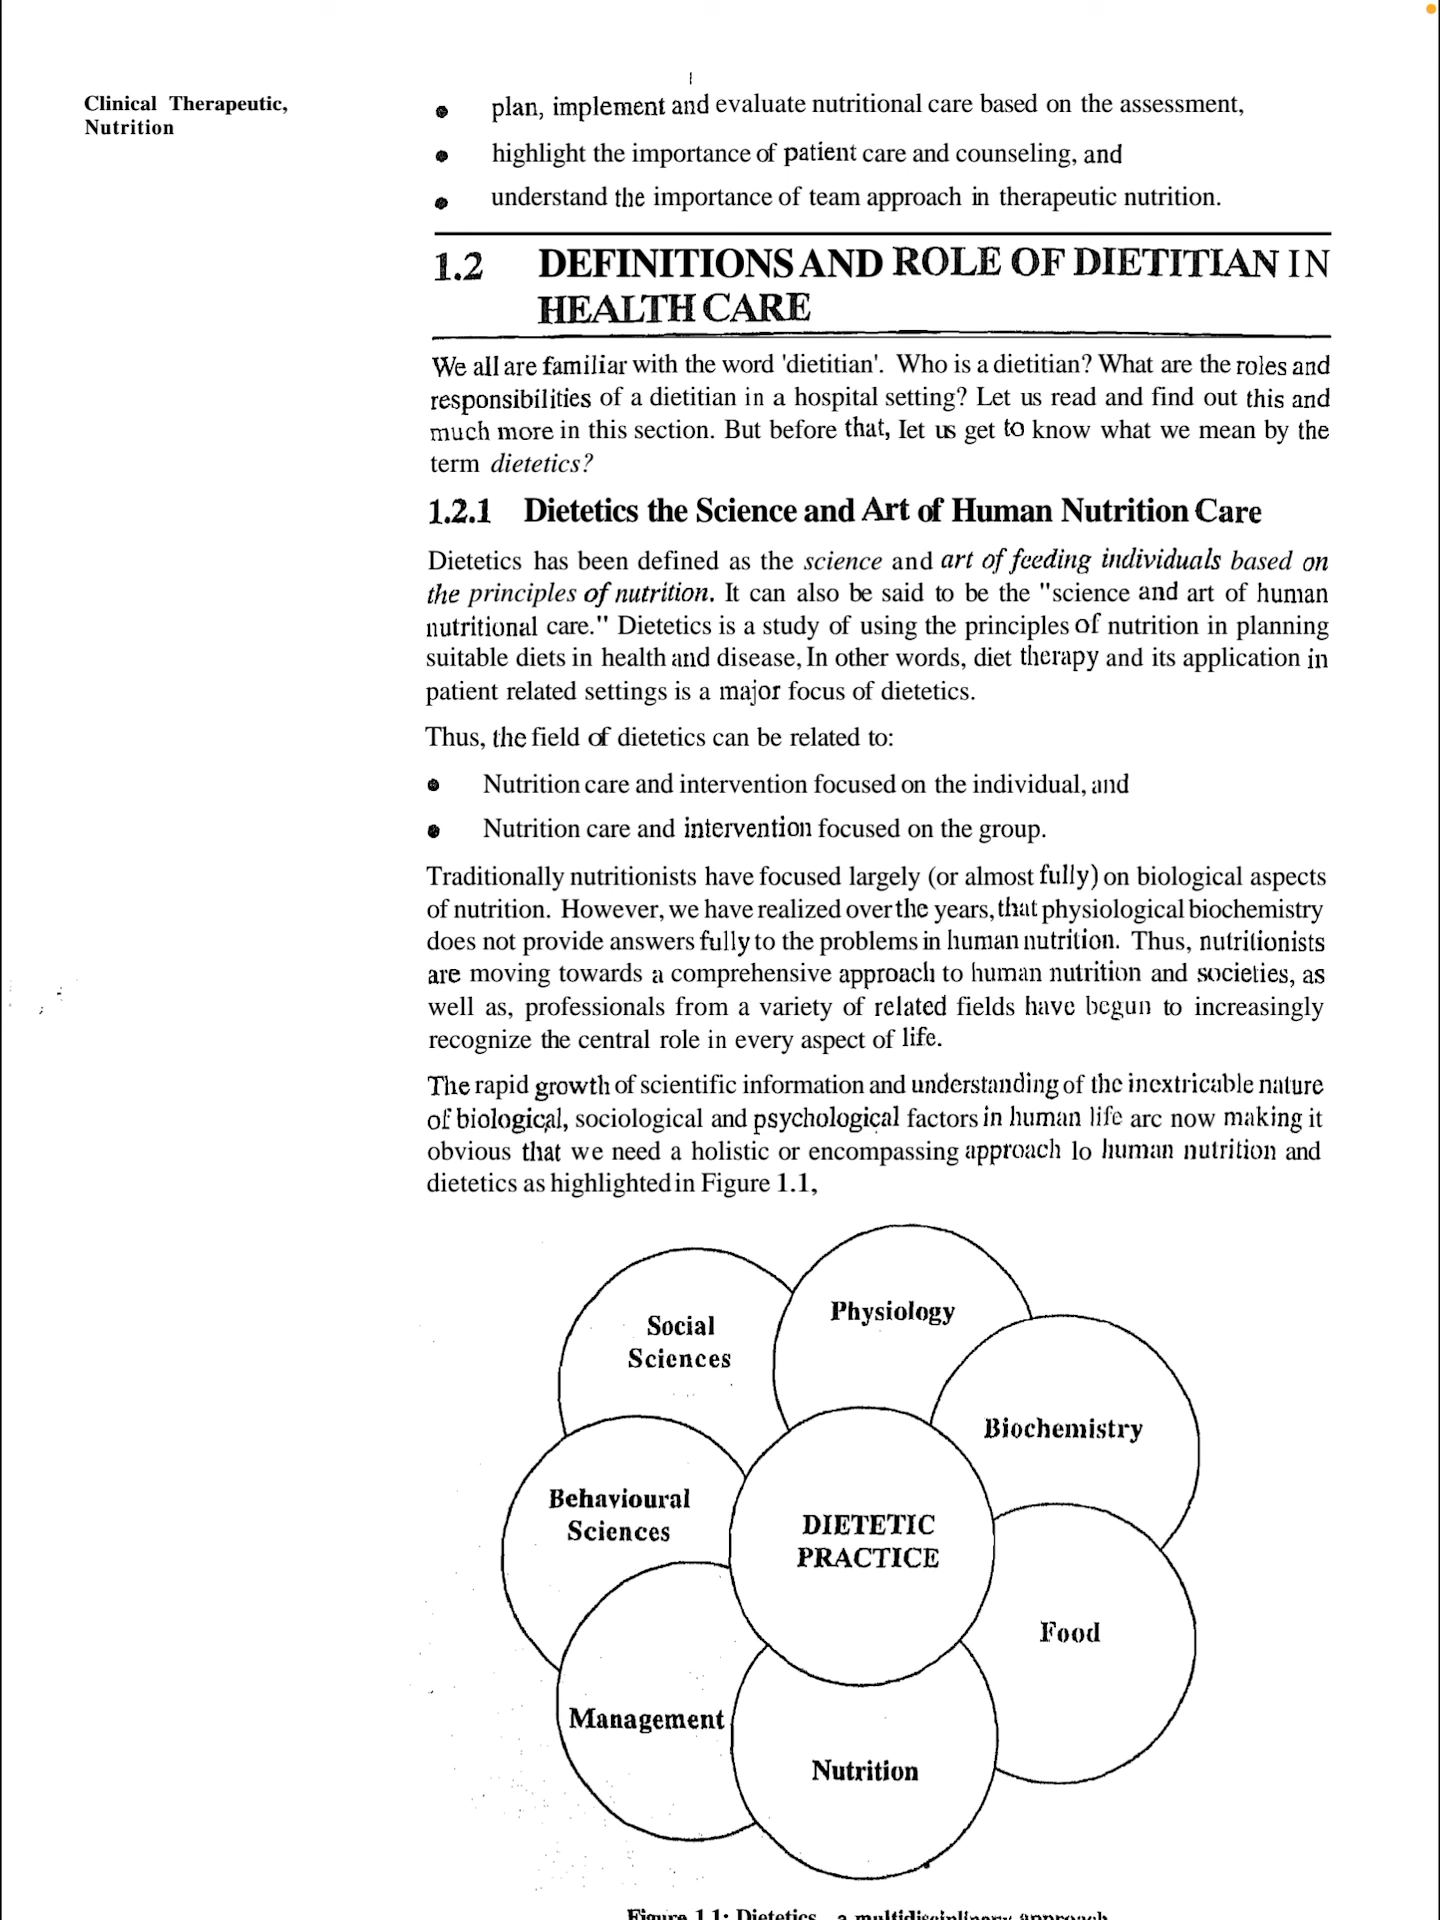 Clinical Therapeutic,
Nutrition
• plan, implement and evaluate nutritional care based on the assessment,
• highlight the importance of patient care and counseling, and
• understand the importance of team approach in therapeutic nutrition.
1.2 DEFINITIONS AND ROLE OF DIETITIAN IN
HEALTH CARE
We all are familiar with the word 'dietitian'. Who is a dietitian? What are the roles and
responsibilities of a dietitian in a hospital setting? Let us read and find out this and
much more in this section. But before that, let us get to know what we mean by the
term dietetics?
1.2.1 Dietetics the Science and Art of Human Nutrition Care
Dietetics has been defined as the science and art of feeding individuals based on
the principles of nutrition. It can also be said to be the "science and art of human
nutritional care." Dietetics is a study of using the principles of nutrition in planning
suitable diets in health and disease, In other words, diet therapy and its application in
patient related settings is a major focus of dietetics.
Thus, the field of dietetics can be related to:
• Nutrition care and intervention focused on the individual, and
• Nutrition care and intervention focused on the group.
Traditionally nutritionists have focused largely (or almost fully) on biological aspects
of nutrition. However, we have realized over the years, that physiological biochemistry
does not provide answers fully to the problems in human nutrition. Thus, nutritionists
are moving towards a comprehensive approach to human nutrition and societies, as
well as, professionals from a variety of related fields have begun to increasingly
recognize the central role in every aspect of life.
The rapid growth of scientific information and understanding of the inextricable nature
of biological, sociological and psychological factors in human life are now making it
obvious that we need a holistic or encompassing approach to human nutrition and
dietetics as highlighted in Figure 1.1,
Physiology
Social
Sciences
Biochemistry
Behavioural
Sciences
DIETETIC
PRACTICE
Food
Management
Nutrition
Figure 1.1: Dietetics - a multidisciplinary approach